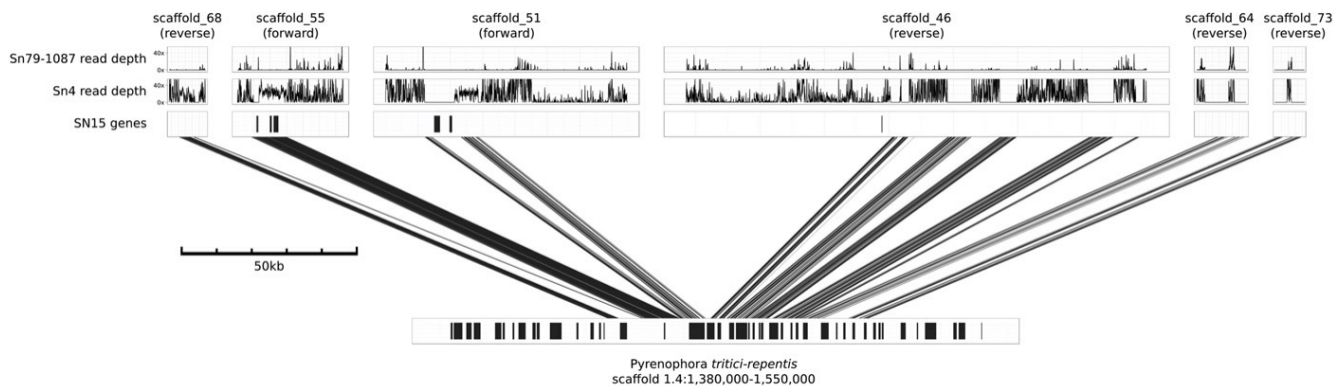 scaffold_68 scaffold_55 scaffold_51 scaffold_46 scaffold_64 scaffold_73
(reverse) (forward) (forward) (reverse) (reverse) (reverse)
Sn79-1087 read depth 40x
0x
Sn4 read depth 40x
0x
SN15 genes
50kb
Pyrenophora tritici-repentis
scaffold 1.4:1,380,000-1,550,000